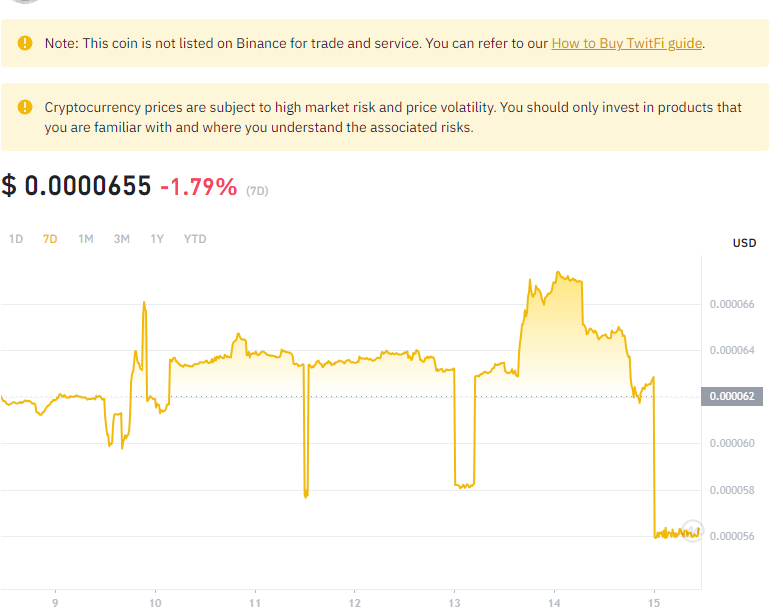 Note: This coin is not listed on Binance for trade and service. You can refer to our How to Buy TwitFi guide.
Cryptocurrency prices are subject to high market risk and price volatility. You should only invest in products that
you are familiar with and where you understand the associated risks.
$ 0.0000655 -1.79% (7D)
1D 7D 1M 3M 1Y YTD
USD
0.000066
0.000064
0.000062
0.000060
0.000058
0.000056
9 10 11 12 13 14 15